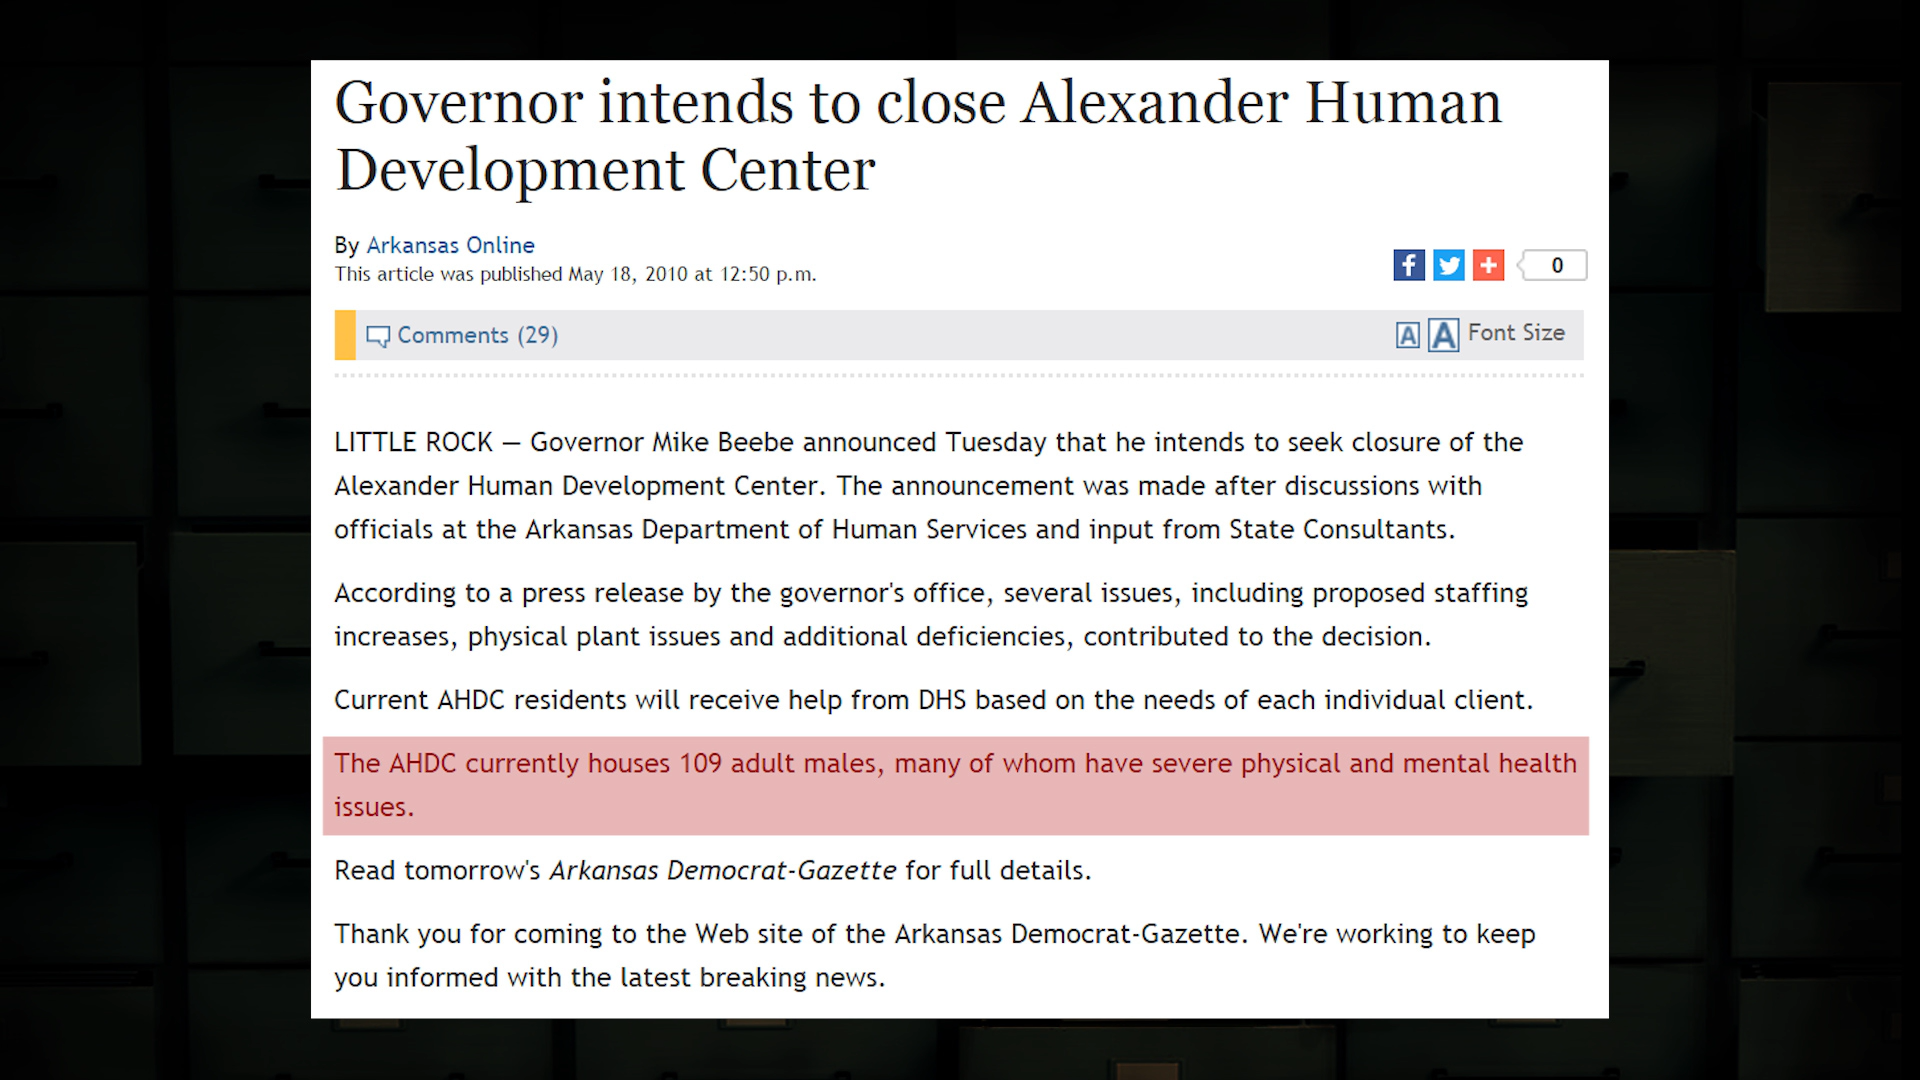 Governor intends to close Alexander Human
Development Center
By Arkansas Online
This article was published May 18, 2010 at 12:50 p.m.
f
+
0
Comments (29)
A A Font Size
LITTLE ROCK — Governor Mike Beebe announced Tuesday that he intends to seek closure of the
Alexander Human Development Center. The announcement was made after discussions with
officials at the Arkansas Department of Human Services and input from State Consultants.
According to a press release by the governor's office, several issues, including proposed staffing
increases, physical plant issues and additional deficiencies, contributed to the decision.
Current AHDC residents will receive help from DHS based on the needs of each individual client.
The AHDC currently houses 109 adult males, many of whom have severe physical and mental health
issues.
Read tomorrow's Arkansas Democrat-Gazette for full details.
Thank you for coming to the Web site of the Arkansas Democrat-Gazette. We're working to keep
you informed with the latest breaking news.